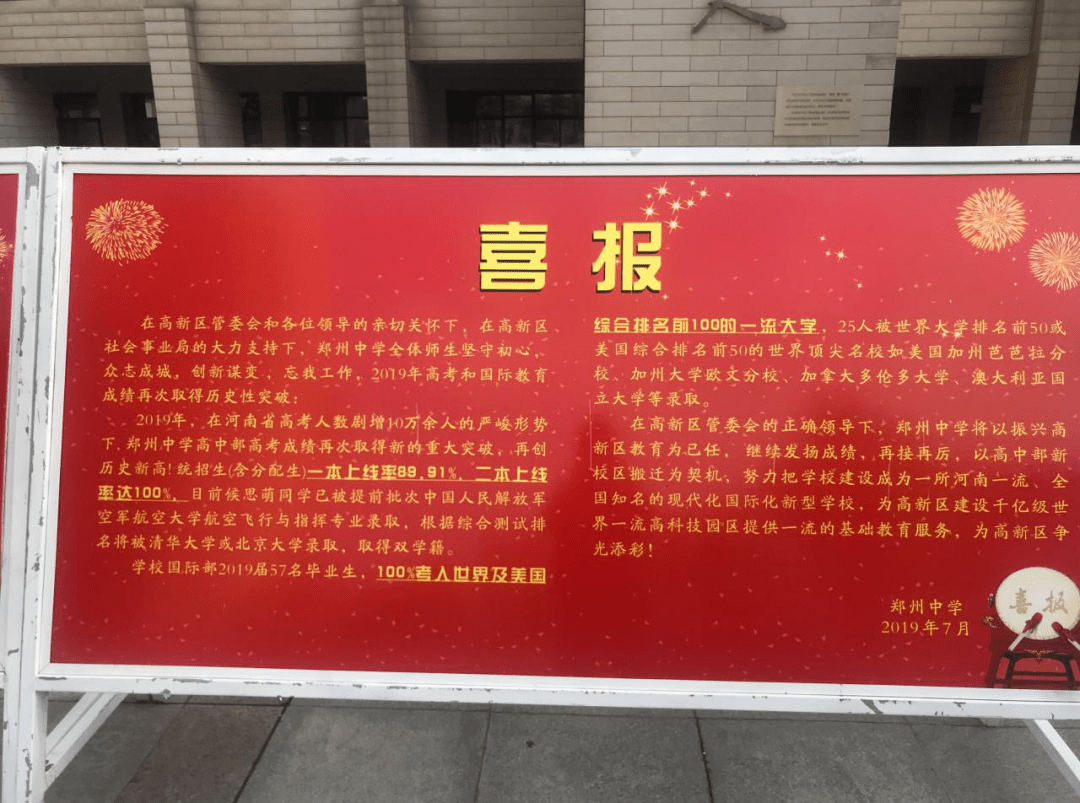 喜报
在高新区管委会和各位领导的亲切关怀下，在高新区
社会事业局的大力支持下，郑州中学全体师生坚守初心，
众志成城，创新谋变，忘我工作，2019年高考和国际教育
成绩再次取得历史性突破：
2019年，在河南省高考人数剧增10万余人的严峻形势
下，郑州中学高中部高考成绩再次取得新的重大突破，再创
历史新高！统招生(含分配生)一本上线率89.91%，二本上线
率达100%，目前候思萌同学已被提前批次中国人民解放军
空军航空大学航空飞行与指挥专业录取，根据综合测试排
名将被清华大学或北京大学录取，取得双学籍。
学校国际部2019届57名毕业生，100%考入世界及美国
综合排名前100的一流大学，25人被世界大学排名前50或
美国综合排名前50的世界顶尖名校如美国加州芭芭拉分
校、加州大学欧文分校、加拿大多伦多大学、澳大利亚国
立大学等录取。
在高新区管委会的正确领导下，郑州中学将以振兴高
新区教育为已任，继续发扬成绩，再接再厉，以高中部新
校区搬迁为契机，努力把学校建设成为一所河南一流、全
国知名的现代化国际化新型学校，为高新区建设千亿级世
界一流高科技园区提供一流的基础教育服务，为高新区争
光添彩！
郑州中学
2019年7月
喜报